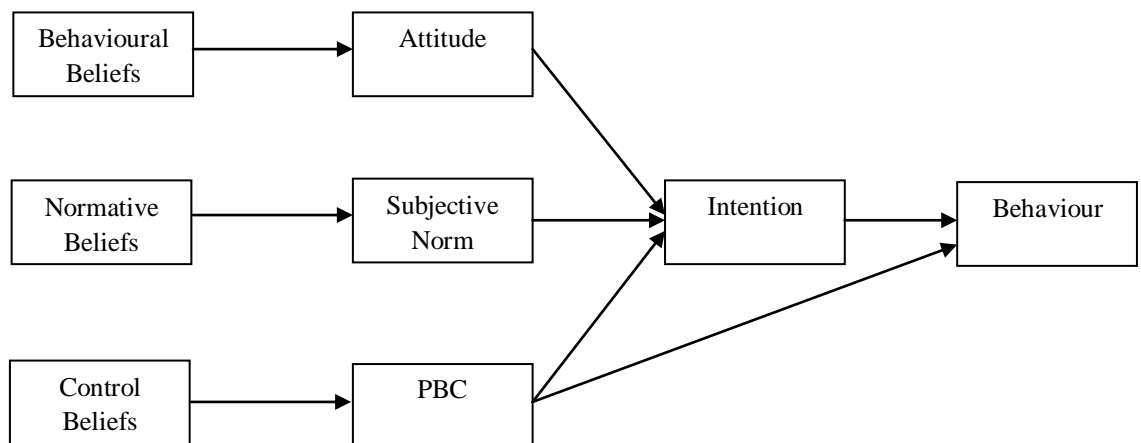 Behavioural
Beliefs
Attitude
Normative
Beliefs
Subjective
Norm
Intention
Behaviour
Control
Beliefs
PBC